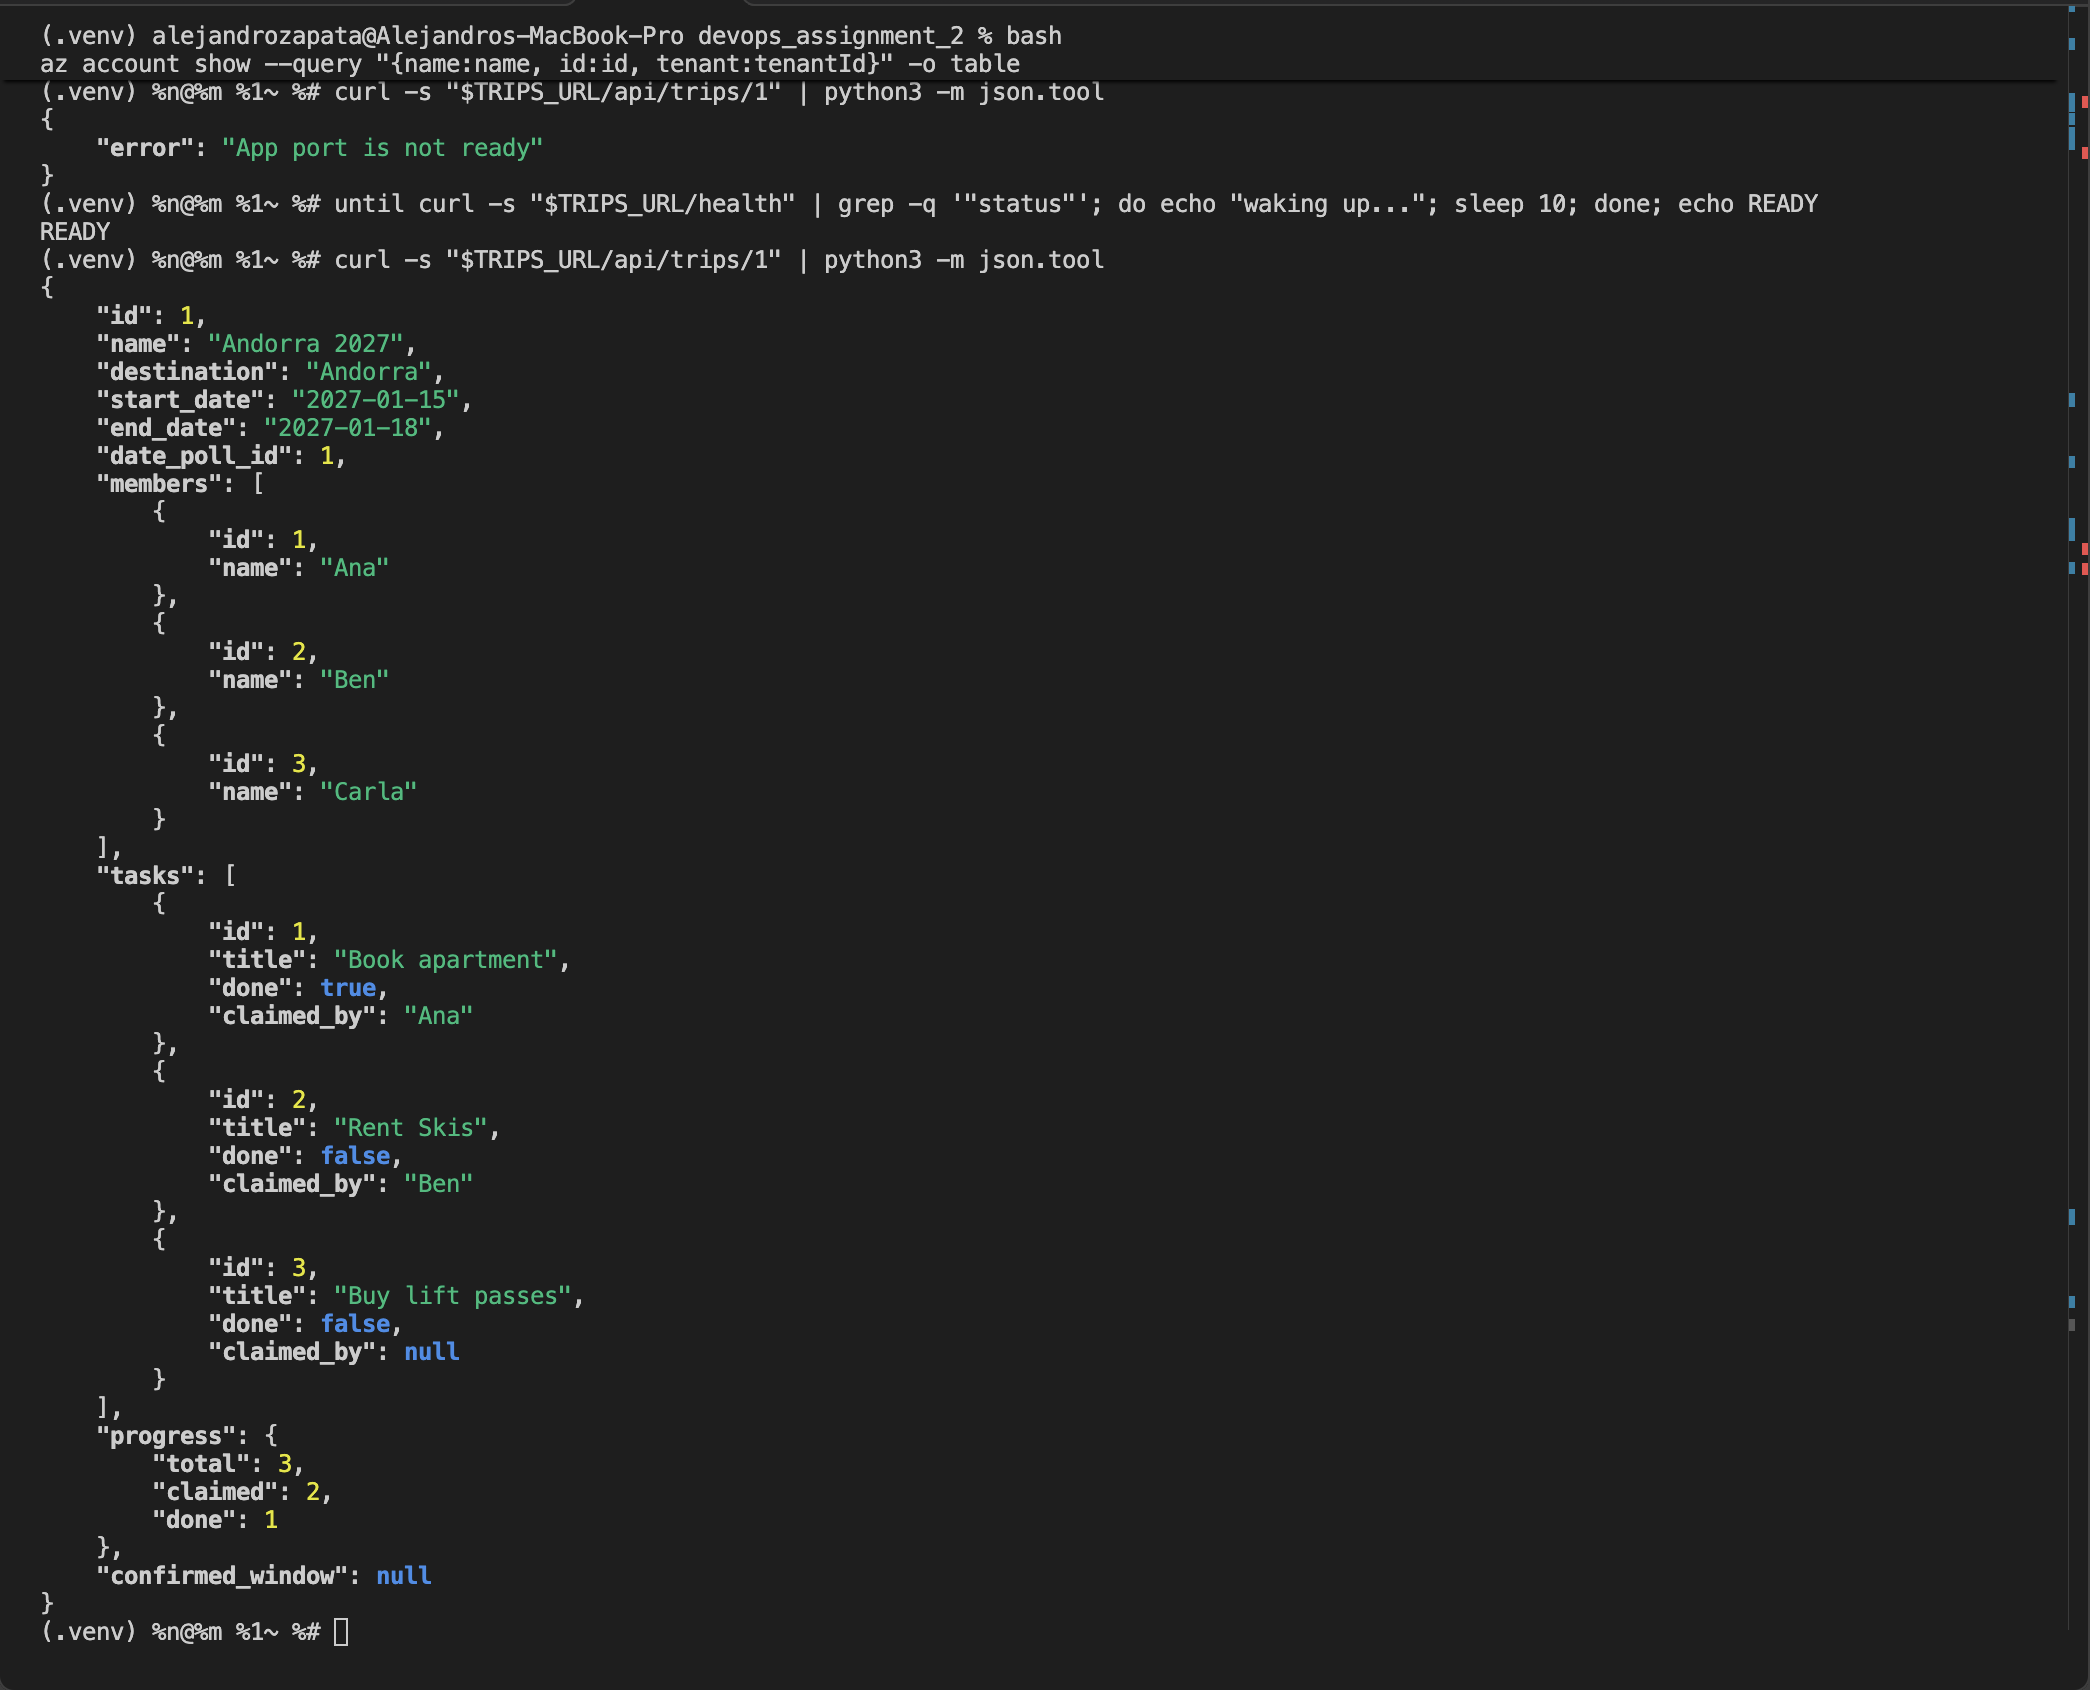 (.venv) alejandrozapata@Alejandros-MacBook-Pro devops_assignment_2 % bash
az account show --query "{name:name, id:id, tenant:tenantId}" -o table
(.venv) %n@%m %1~ %# curl -s "$TRIPS_URL/api/trips/1" | python3 -m json.tool
{
    "error": "App port is not ready"
}
(.venv) %n@%m %1~ %# until curl -s "$TRIPS_URL/health" | grep -q '"status"'; do echo "waking up..."; sleep 10; done; echo READY
READY
(.venv) %n@%m %1~ %# curl -s "$TRIPS_URL/api/trips/1" | python3 -m json.tool
{
    "id": 1,
    "name": "Andorra 2027",
    "destination": "Andorra",
    "start_date": "2027-01-15",
    "end_date": "2027-01-18",
    "date_poll_id": 1,
    "members": [
        {
            "id": 1,
            "name": "Ana"
        },
        {
            "id": 2,
            "name": "Ben"
        },
        {
            "id": 3,
            "name": "Carla"
        }
    ],
    "tasks": [
        {
            "id": 1,
            "title": "Book apartment",
            "done": true,
            "claimed_by": "Ana"
        },
        {
            "id": 2,
            "title": "Rent Skis",
            "done": false,
            "claimed_by": "Ben"
        },
        {
            "id": 3,
            "title": "Buy lift passes",
            "done": false,
            "claimed_by": null
        }
    ],
    "progress": {
        "total": 3,
        "claimed": 2,
        "done": 1
    },
    "confirmed_window": null
}
(.venv) %n@%m %1~ %#